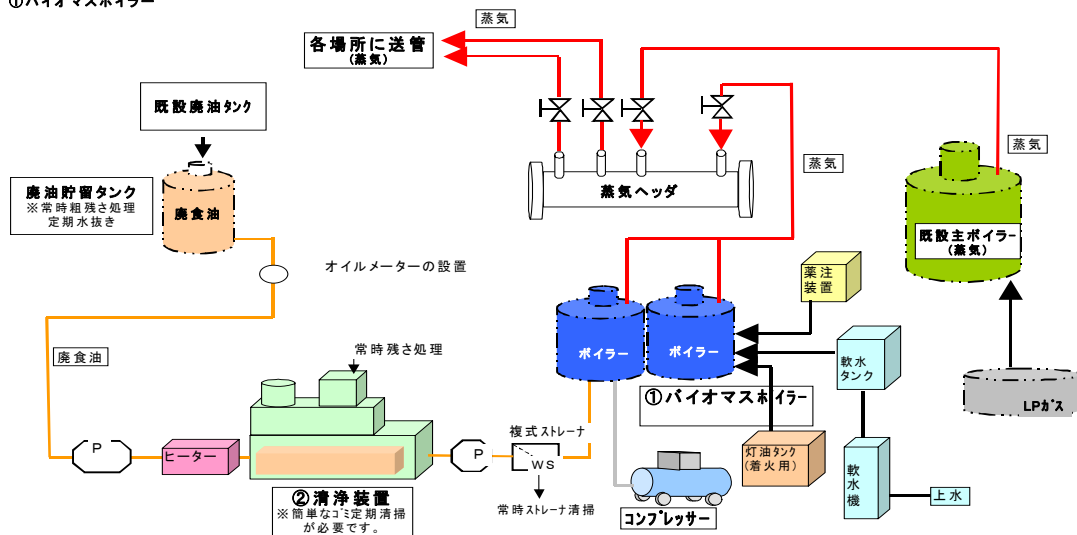 ①バイオマスボイラー
蒸気
各場所に送管
(蒸気)
既設廃油タンク
蒸気
蒸気
廃油貯留タンク
※常時粗残さ処理
定期水抜き
廃食油
蒸気ヘッダ
既設主ボイラー
(蒸気)
オイルメーターの設置
薬注
装置
廃食油
常時残さ処理
ボイラー
ボイラー
軟水
タンク
①バイオマスボイラー
LPガス
複式ストレーナ
P
ヒーター
P
WS
灯油タンク
(着火用)
②清浄装置
※簡単なゴミ定期清掃
が必要です。
常時ストレーナ清掃
コンプレッサー
軟水
機
上水